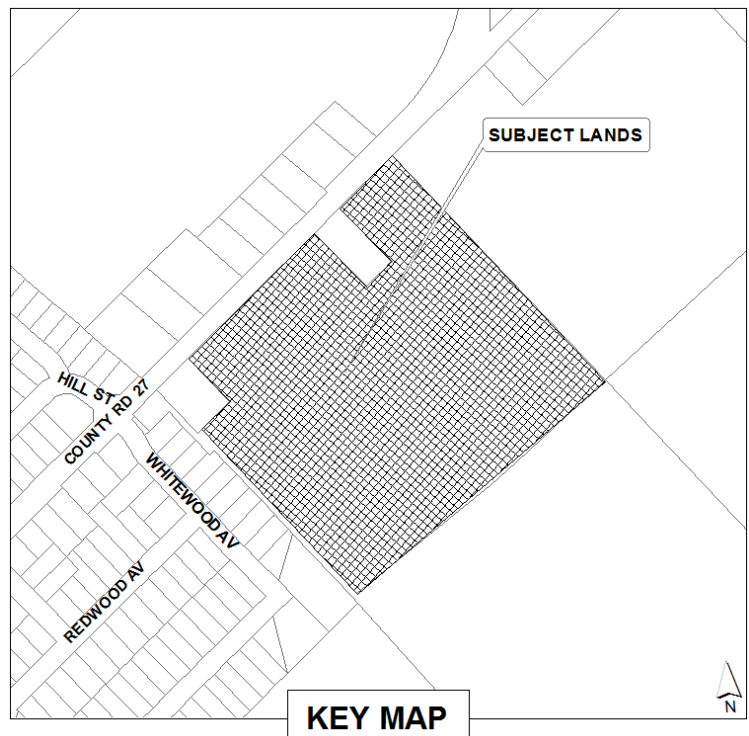 SUBJECT LANDS
HILL ST
COUNTY RD 27
WHITEWOOD AV
REDWOOD AV
N
KEY MAP